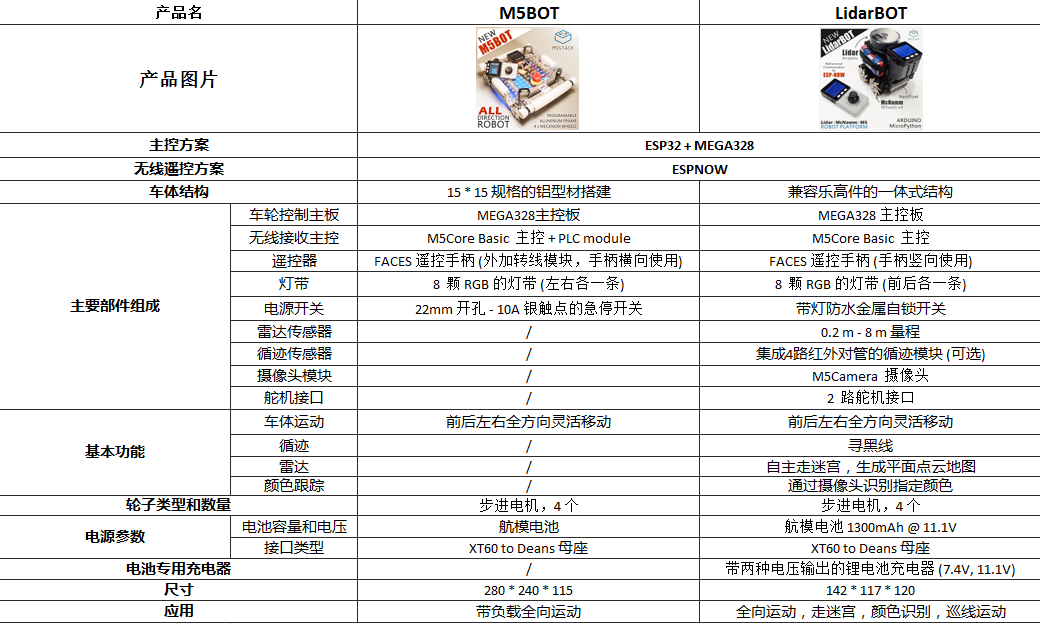 产品名 M5BOT LidarBOT
产品图片
NEW
M5BOT
M5STACK
ALL
DIRECTION
ROBOT
PROGRAMABLE
ALUMINUM FRAME
4 x MECANUM WHEELS
NEW
LidarBOT
M5STACK
Lidar
ESP-NOW
NeoPixel
McNamm
Wheels x4
Lidar - McNamm - M5
ROBOT PLATFORM
ARDUINO
MicroPython
主控方案 ESP32 + MEGA328
无线遥控方案 ESPNOW
车体结构 15 * 15 规格的铝型材搭建 兼容乐高件的一体式结构
主要部件组成
车轮控制主板 MEGA328主控板 MEGA328 主控板
无线接收主控 M5Core Basic 主控 + PLC module M5Core Basic 主控
遥控器 FACES 遥控手柄 (外加转线模块，手柄横向使用) FACES 遥控手柄 (手柄竖向使用)
灯带 8 颗 RGB 的灯带 (左右各一条) 8 颗 RGB 的灯带 (前后各一条)
电源开关 22mm 开孔 - 10A 银触点的急停开关 带灯防水金属自锁开关
雷达传感器 / 0.2 m - 8 m 量程
循迹传感器 / 集成4路红外对管的循迹模块 (可选)
摄像头模块 / M5Camera 摄像头
舵机接口 / 2 路舵机接口
基本功能
车体运动 前后左右全方向灵活移动 前后左右全方向灵活移动
循迹 / 寻黑线
雷达 / 自主走迷宫，生成平面点云地图
颜色跟踪 / 通过摄像头识别指定颜色
轮子类型和数量 步进电机，4 个 步进电机，4 个
电源参数
电池容量和电压 航模电池 航模电池 1300mAh @ 11.1V
接口类型 XT60 to Deans 母座 XT60 to Deans 母座
电池专用充电器 / 带两种电压输出的锂电池充电器 (7.4V, 11.1V)
尺寸 280 * 240 * 115 142 * 117 * 120
应用 带负载全向运动 全向运动，走迷宫，颜色识别，巡线运动